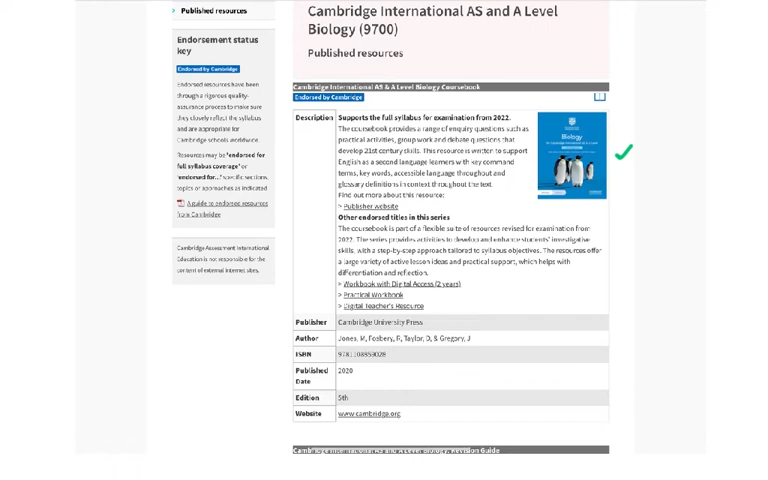 Published resources
Endorsement status
key
Endorsed by Cambridge
Endorsed resources have been
through a rigorous quality-
assurance process to make sure
they closely reflect the syllabus
and are appropriate for
Cambridge schools worldwide.
Resources may be 'endorsed for
full syllabus coverage' or
'endorsed for...' specific sections,
topics or approaches as indicated
A guide to endorsed resources
from Cambridge
Cambridge Assessment International
Education is not responsible for the
content of external internet sites.
Cambridge International AS and A Level
Biology (9700)
Published resources
Cambridge International AS & A Level Biology Coursebook
Endorsed by Cambridge
Description
Supports the full syllabus for examination from 2022.
The coursebook provides a range of enquiry questions such as
practical activities, group work and debate questions that
develop 21st century skills. This resource is written to support
English as a second language learners with key command
terms, key words, accessible language throughout and
glossary definitions in context throughout the text.
Find out more about this resource:
> Publisher website
Other endorsed titles in this series
The coursebook is part of a flexible suite of resources revised for examination from
2022. The series provides activities to develop and enhance students' investigative
skills, with a step-by-step approach tailored to syllabus objectives. The resources offer
a large variety of active lesson ideas and practical support, which helps with
differentiation and reflection.
> Workbook with Digital Access (2 years)
> Practical Workbook
> Digital Teacher's Resource
Biology
Publisher Cambridge University Press
Author Jones, M, Fosbery, R, Taylor, D, & Gregory, J
ISBN
Published 2020
Date
Edition 5th
Website www.cambridge.org
Cambridge International AS and A Level Biology: Revision Guide